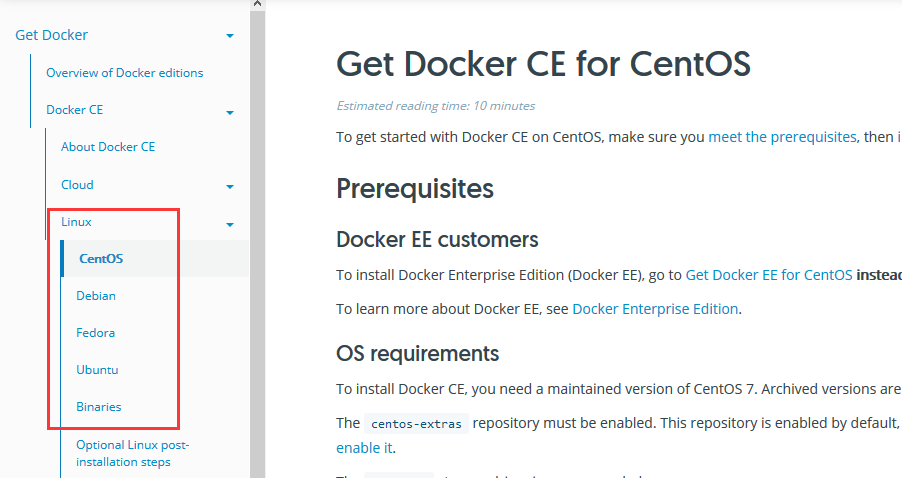 Get Docker
Overview of Docker editions
Docker CE
About Docker CE
Cloud
Linux
CentOS
Debian
Fedora
Ubuntu
Binaries
Optional Linux post-
installation steps
Get Docker CE for CentOS
Estimated reading time: 10 minutes
To get started with Docker CE on CentOS, make sure you meet the prerequisites, then
Prerequisites
Docker EE customers
To install Docker Enterprise Edition (Docker EE), go to Get Docker EE for CentOS instead
To learn more about Docker EE, see Docker Enterprise Edition.
OS requirements
To install Docker CE, you need a maintained version of CentOS 7. Archived versions are
The centos-extras repository must be enabled. This repository is enabled by default,
enable it.